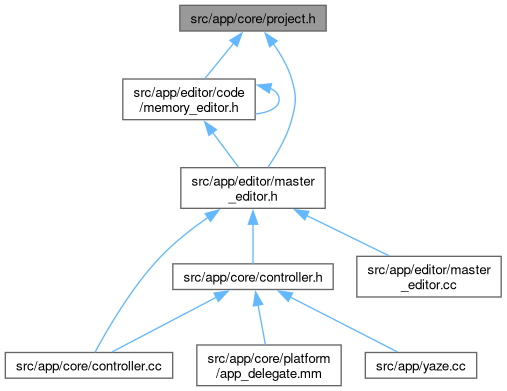 src/app/core/project.h
src/app/editor/code
/memory_editor.h
src/app/editor/master
_editor.h
src/app/core/controller.h
src/app/editor/master
_editor.cc
src/app/core/controller.cc
src/app/core/platform
/app_delegate.mm
src/app/yaze.cc